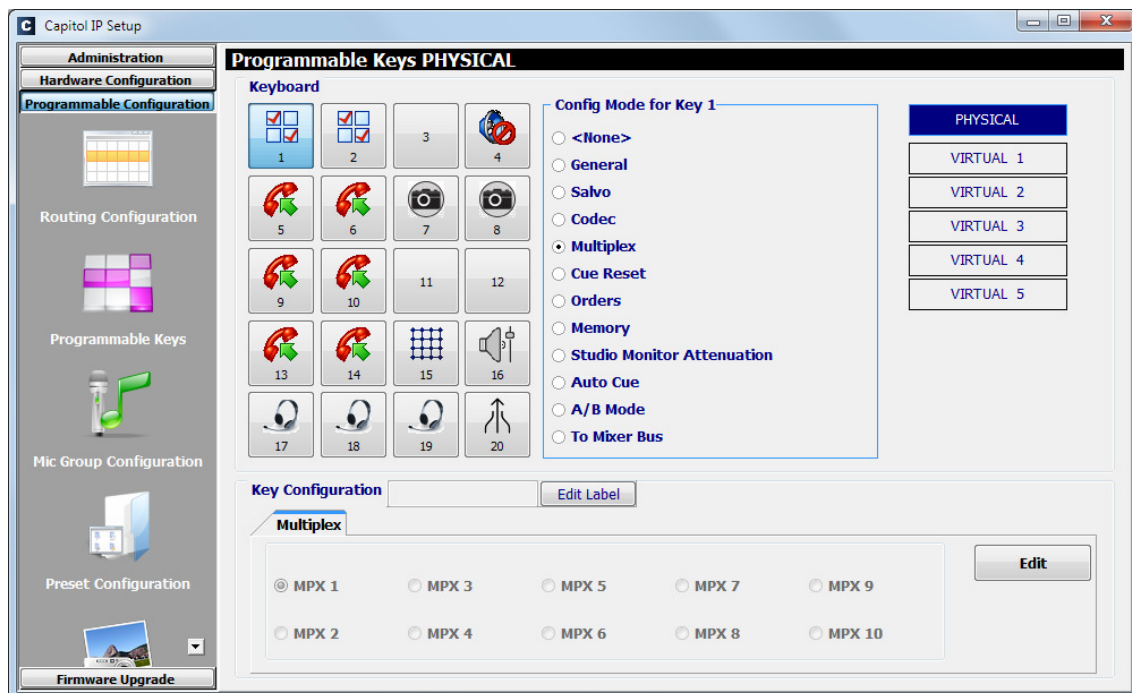 C Capitol IP Setup
Administration
Hardware Configuration
Programmable Configuration
Routing Configuration
Programmable Keys
Mic Group Configuration
Preset Configuration
Firmware Upgrade
Programmable Keys PHYSICAL
Keyboard
1 2 3 4
5 6 7 8
9 10 11 12
13 14 15 16
17 18 19 20
Config Mode for Key 1
<None>
General
Salvo
Codec
Multiplex
Cue Reset
Orders
Memory
Studio Monitor Attenuation
Auto Cue
A/B Mode
To Mixer Bus
PHYSICAL
VIRTUAL 1
VIRTUAL 2
VIRTUAL 3
VIRTUAL 4
VIRTUAL 5
Key Configuration Edit Label
Multiplex
MPX 1 MPX 3 MPX 5 MPX 7 MPX 9
MPX 2 MPX 4 MPX 6 MPX 8 MPX 10
Edit